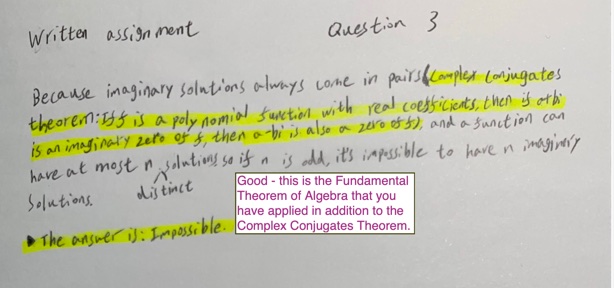 Written assignment Question 3
Because imaginary solutions always come in pairs (Complex Conjugates
theorem: If f is a polynomial function with real coefficients, then if a+bi
is an imaginary zero of f, then a-bi is also a zero of f), and a function can
have at most n solutions so if n is odd, it's impossible to have n imaginary
distinct
solutions.
Good - this is the Fundamental
Theorem of Algebra that you
have applied in addition to the
Complex Conjugates Theorem.
The answer is: Impossible.